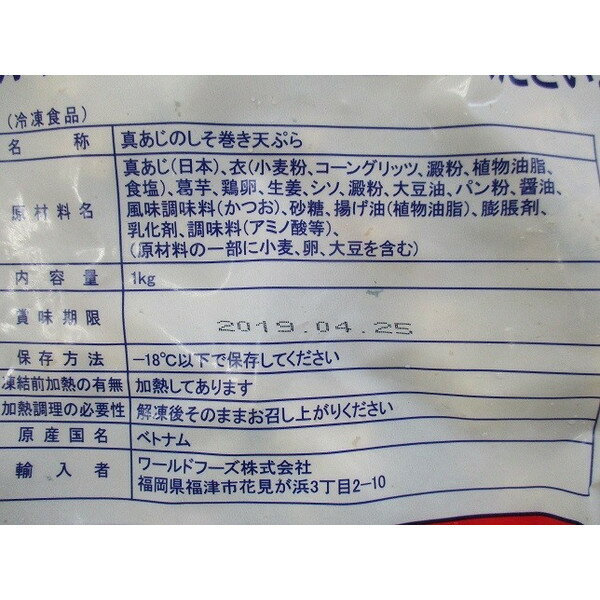 (冷凍食品)
名称 真あじのしそ巻き天ぷら
原材料名 真あじ(日本)、衣(小麦粉、コーングリッツ、澱粉、植物油脂、
食塩)、葛芋、鶏卵、生姜、シソ、澱粉、大豆油、パン粉、醤油、
風味調味料(かつお)、砂糖、揚げ油(植物油脂)、膨脹剤、
乳化剤、調味料(アミノ酸等)、
(原材料の一部に小麦、卵、大豆を含む)
内容量 1kg
賞味期限 2019.04.25
保存方法 −18℃以下で保存してください
凍結前加熱の有無 加熱してあります
加熱調理の必要性 解凍後そのままお召し上がりください
原産国名 ベトナム
輸入者 ワールドフーズ株式会社
福岡県福津市花見が浜3丁目2-10